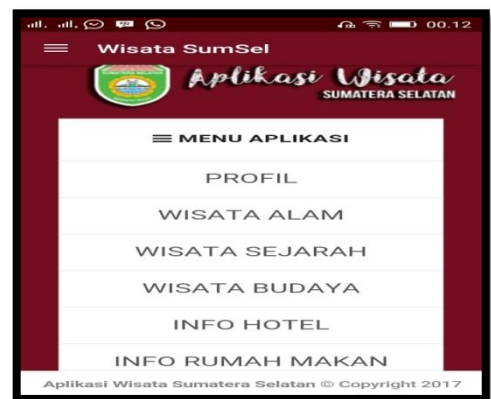 00.12
Wisata SumSel
Aplikasi Wisata
SUMATERA SELATAN
MENU APLIKASI
PROFIL
WISATA ALAM
WISATA SEJARAH
WISATA BUDAYA
INFO HOTEL
INFO RUMAH MAKAN
Aplikasi Wisata Sumatera Selatan © Copyright 2017